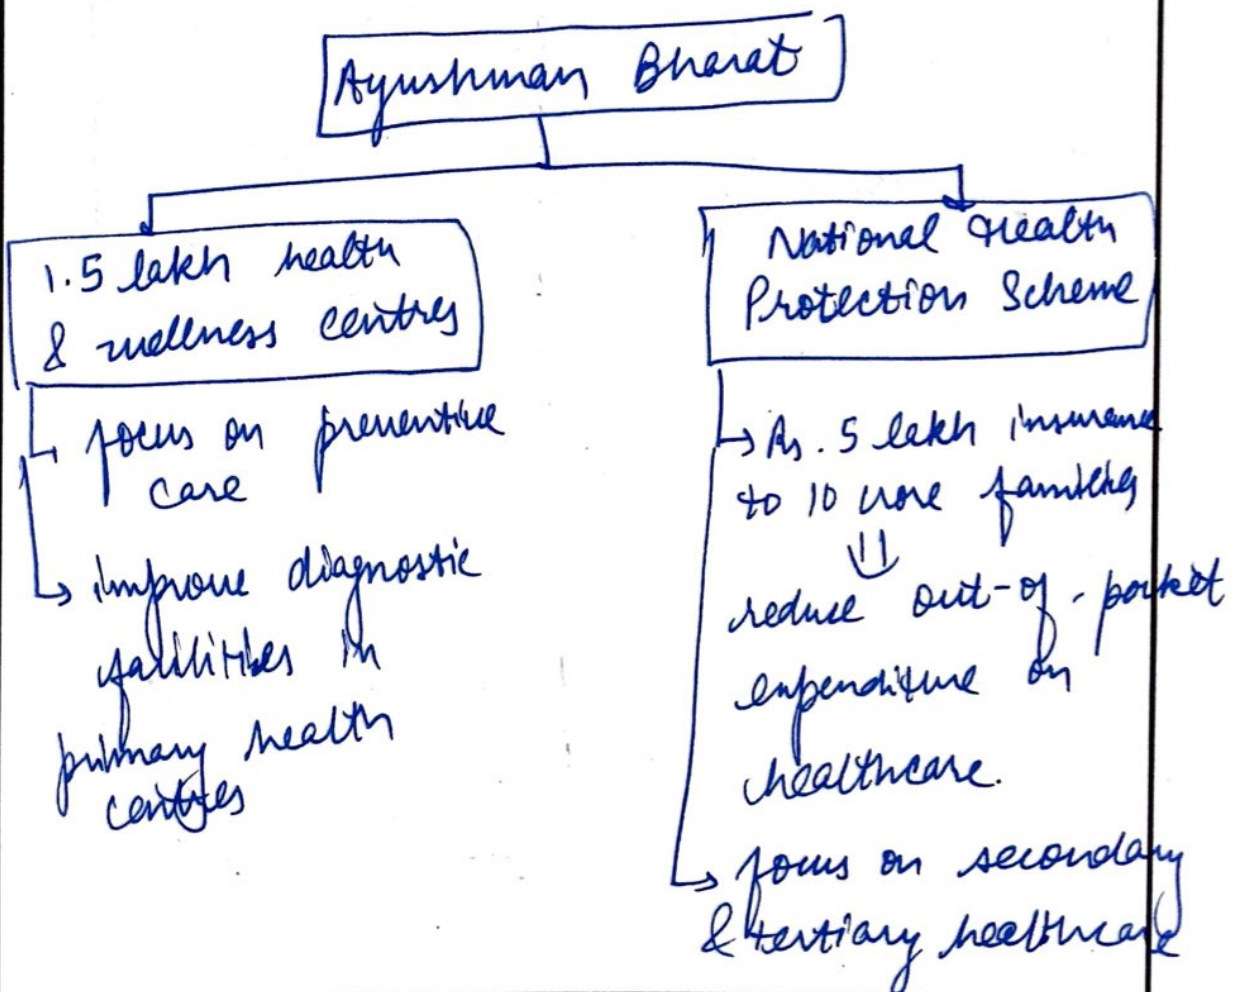 Ayushman Bharat
1.5 lakh health
& wellness centres
focus on preventive
care
improve diagnostic
facilities in
primary health
centres
National Health
Protection Scheme
Rs. 5 lakh insurance
to 10 crore families
reduce out-of-pocket
expenditure on
healthcare.
focus on secondary
& tertiary healthcare